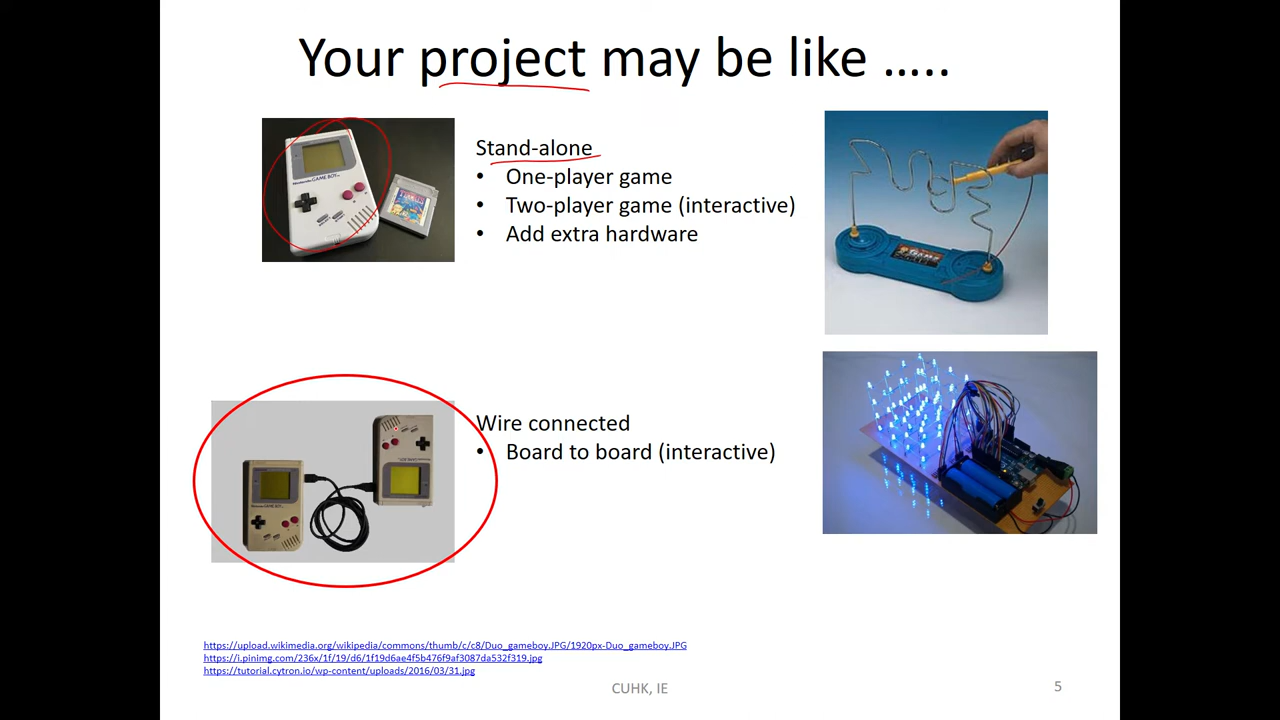 Your project may be like …..
Stand-alone
• One-player game
• Two-player game (interactive)
• Add extra hardware
Nintendo GAME BOY
Wire connected
• Board to board (interactive)
https://upload.wikimedia.org/wikipedia/commons/thumb/c/c8/Duo_gameboy.JPG/1920px-Duo_gameboy.JPG
https://i.pinimg.com/236x/1f/19/d6/1f19d6ae4f5b476f9af3087da532f319.jpg
https://tutorial.cytron.io/wp-content/uploads/2016/03/31.jpg
CUHK, IE
5